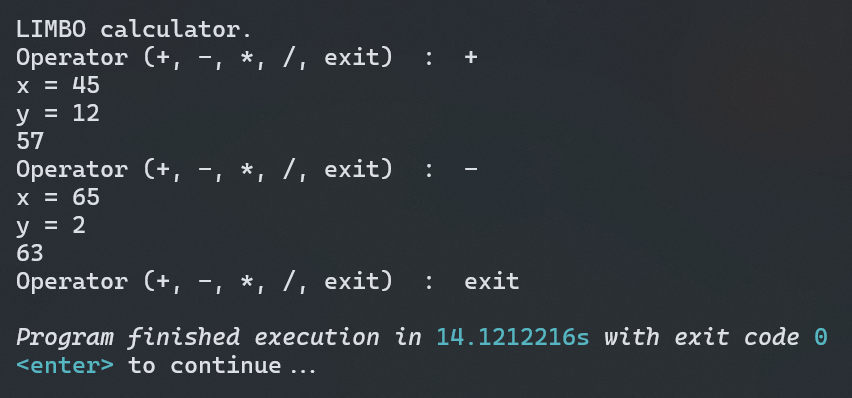 LIMBO calculator.
Operator (+, -, *, /, exit)  :  +
x = 45
y = 12
57
Operator (+, -, *, /, exit)  :  -
x = 65
y = 2
63
Operator (+, -, *, /, exit)  :  exit
Program finished execution in 14.1212216s with exit code 0
<enter> to continue...